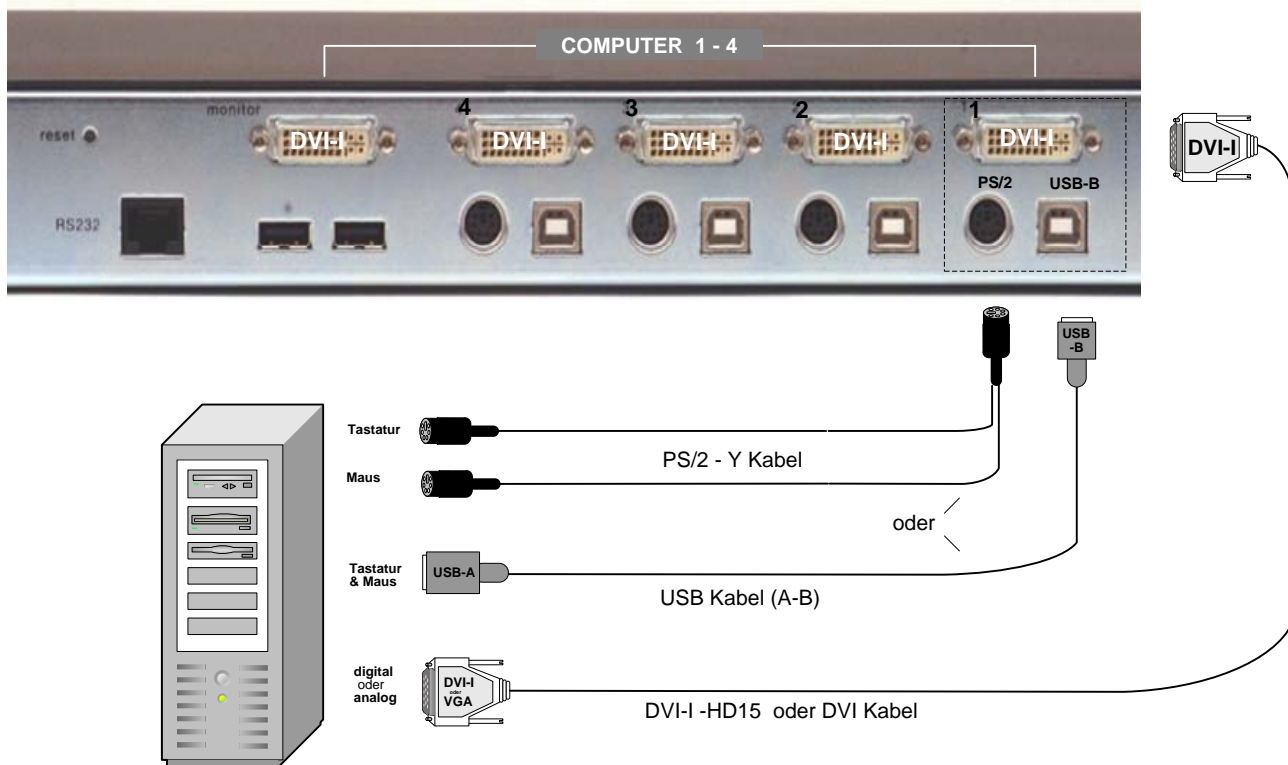 COMPUTER 1 - 4
monitor
4
3
2
1
reset
DVI-I
DVI-I
DVI-I
DVI-I
DVI-I
DVI-I
PS/2
USB-B
RS232
USB
-B
Tastatur
PS/2 - Y Kabel
Maus
oder
Tastatur
& Maus
USB-A
USB Kabel (A-B)
digital
oder
analog
DVI-I
oder
VGA
DVI-I -HD15 oder DVI Kabel